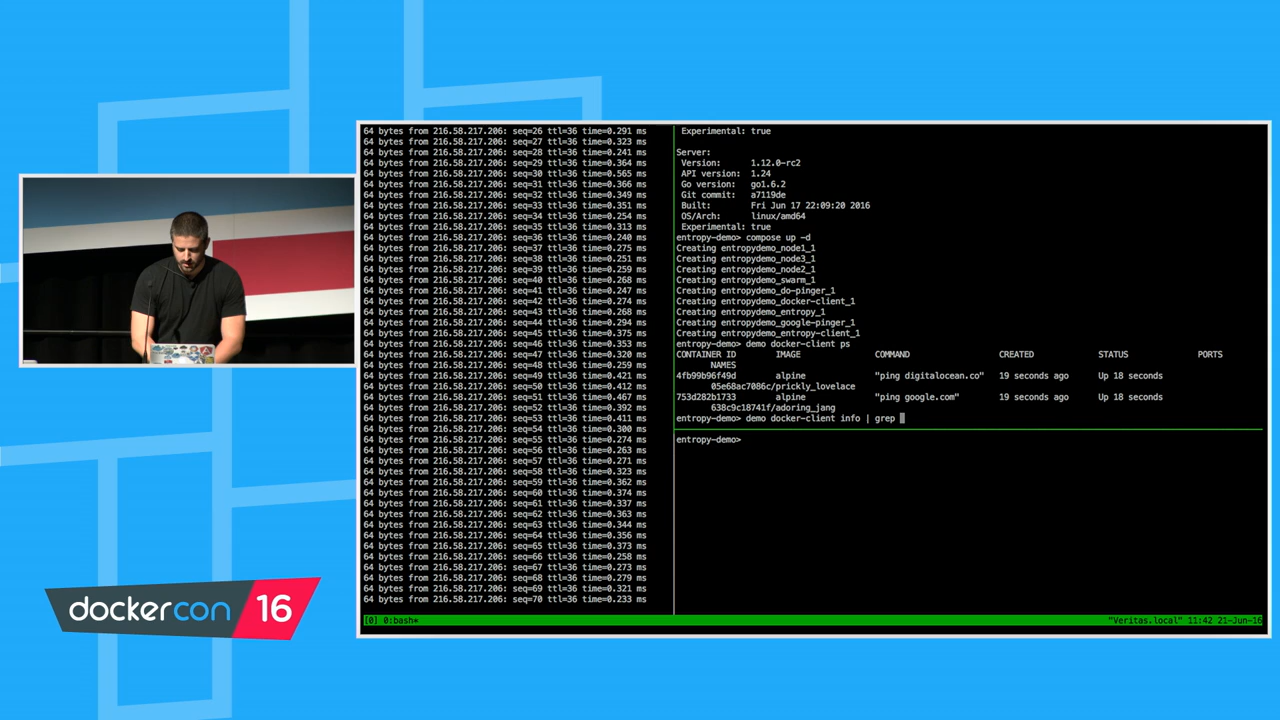 64 bytes from 216.58.217.206: seq=26 ttl=36 time=0.291 ms
64 bytes from 216.58.217.206: seq=27 ttl=36 time=0.323 ms
64 bytes from 216.58.217.206: seq=28 ttl=36 time=0.241 ms
64 bytes from 216.58.217.206: seq=29 ttl=36 time=0.364 ms
64 bytes from 216.58.217.206: seq=30 ttl=36 time=0.565 ms
64 bytes from 216.58.217.206: seq=31 ttl=36 time=0.366 ms
64 bytes from 216.58.217.206: seq=32 ttl=36 time=0.349 ms
64 bytes from 216.58.217.206: seq=33 ttl=36 time=0.351 ms
64 bytes from 216.58.217.206: seq=34 ttl=36 time=0.254 ms
64 bytes from 216.58.217.206: seq=35 ttl=36 time=0.313 ms
64 bytes from 216.58.217.206: seq=36 ttl=36 time=0.240 ms
64 bytes from 216.58.217.206: seq=37 ttl=36 time=0.275 ms
64 bytes from 216.58.217.206: seq=38 ttl=36 time=0.251 ms
64 bytes from 216.58.217.206: seq=39 ttl=36 time=0.259 ms
64 bytes from 216.58.217.206: seq=40 ttl=36 time=0.268 ms
64 bytes from 216.58.217.206: seq=41 ttl=36 time=0.247 ms
64 bytes from 216.58.217.206: seq=42 ttl=36 time=0.274 ms
64 bytes from 216.58.217.206: seq=43 ttl=36 time=0.268 ms
64 bytes from 216.58.217.206: seq=44 ttl=36 time=0.294 ms
64 bytes from 216.58.217.206: seq=45 ttl=36 time=0.375 ms
64 bytes from 216.58.217.206: seq=46 ttl=36 time=0.353 ms
64 bytes from 216.58.217.206: seq=47 ttl=36 time=0.320 ms
64 bytes from 216.58.217.206: seq=48 ttl=36 time=0.259 ms
64 bytes from 216.58.217.206: seq=49 ttl=36 time=0.421 ms
64 bytes from 216.58.217.206: seq=50 ttl=36 time=0.412 ms
64 bytes from 216.58.217.206: seq=51 ttl=36 time=0.467 ms
64 bytes from 216.58.217.206: seq=52 ttl=36 time=0.392 ms
64 bytes from 216.58.217.206: seq=53 ttl=36 time=0.411 ms
64 bytes from 216.58.217.206: seq=54 ttl=36 time=0.300 ms
64 bytes from 216.58.217.206: seq=55 ttl=36 time=0.274 ms
64 bytes from 216.58.217.206: seq=56 ttl=36 time=0.263 ms
64 bytes from 216.58.217.206: seq=57 ttl=36 time=0.271 ms
64 bytes from 216.58.217.206: seq=58 ttl=36 time=0.323 ms
64 bytes from 216.58.217.206: seq=59 ttl=36 time=0.362 ms
64 bytes from 216.58.217.206: seq=60 ttl=36 time=0.374 ms
64 bytes from 216.58.217.206: seq=61 ttl=36 time=0.337 ms
64 bytes from 216.58.217.206: seq=62 ttl=36 time=0.363 ms
64 bytes from 216.58.217.206: seq=63 ttl=36 time=0.344 ms
64 bytes from 216.58.217.206: seq=64 ttl=36 time=0.356 ms
64 bytes from 216.58.217.206: seq=65 ttl=36 time=0.373 ms
64 bytes from 216.58.217.206: seq=66 ttl=36 time=0.258 ms
64 bytes from 216.58.217.206: seq=67 ttl=36 time=0.273 ms
64 bytes from 216.58.217.206: seq=68 ttl=36 time=0.279 ms
64 bytes from 216.58.217.206: seq=69 ttl=36 time=0.321 ms
64 bytes from 216.58.217.206: seq=70 ttl=36 time=0.233 ms
Experimental: true
Server:
Version: 1.12.0-rc2
API version: 1.24
Go version: go1.6.2
Git commit: a7119de
Built: Fri Jun 17 22:09:20 2016
OS/Arch: linux/amd64
Experimental: true
entropy-demo> compose up -d
Creating entropydemo_node1_1
Creating entropydemo_node3_1
Creating entropydemo_node2_1
Creating entropydemo_swarm_1
Creating entropydemo_do-pinger_1
Creating entropydemo_docker-client_1
Creating entropydemo_entropy_1
Creating entropydemo_google-pinger_1
Creating entropydemo_entropy-client_1
entropy-demo> demo docker-client ps
CONTAINER ID IMAGE COMMAND CREATED STATUS PORTS
NAMES
4fb99b96f49d alpine "ping digitalocean.co" 19 seconds ago Up 18 seconds
05e68ac7086c/prickly_lovelace
753d282b1733 alpine "ping google.com" 19 seconds ago Up 18 seconds
638c9c18741f/adoring_jang
entropy-demo> demo docker-client info | grep
entropy-demo>
[0] 0:bash* "Veritas.local" 11:42 21-Jun-16
dockercon 16